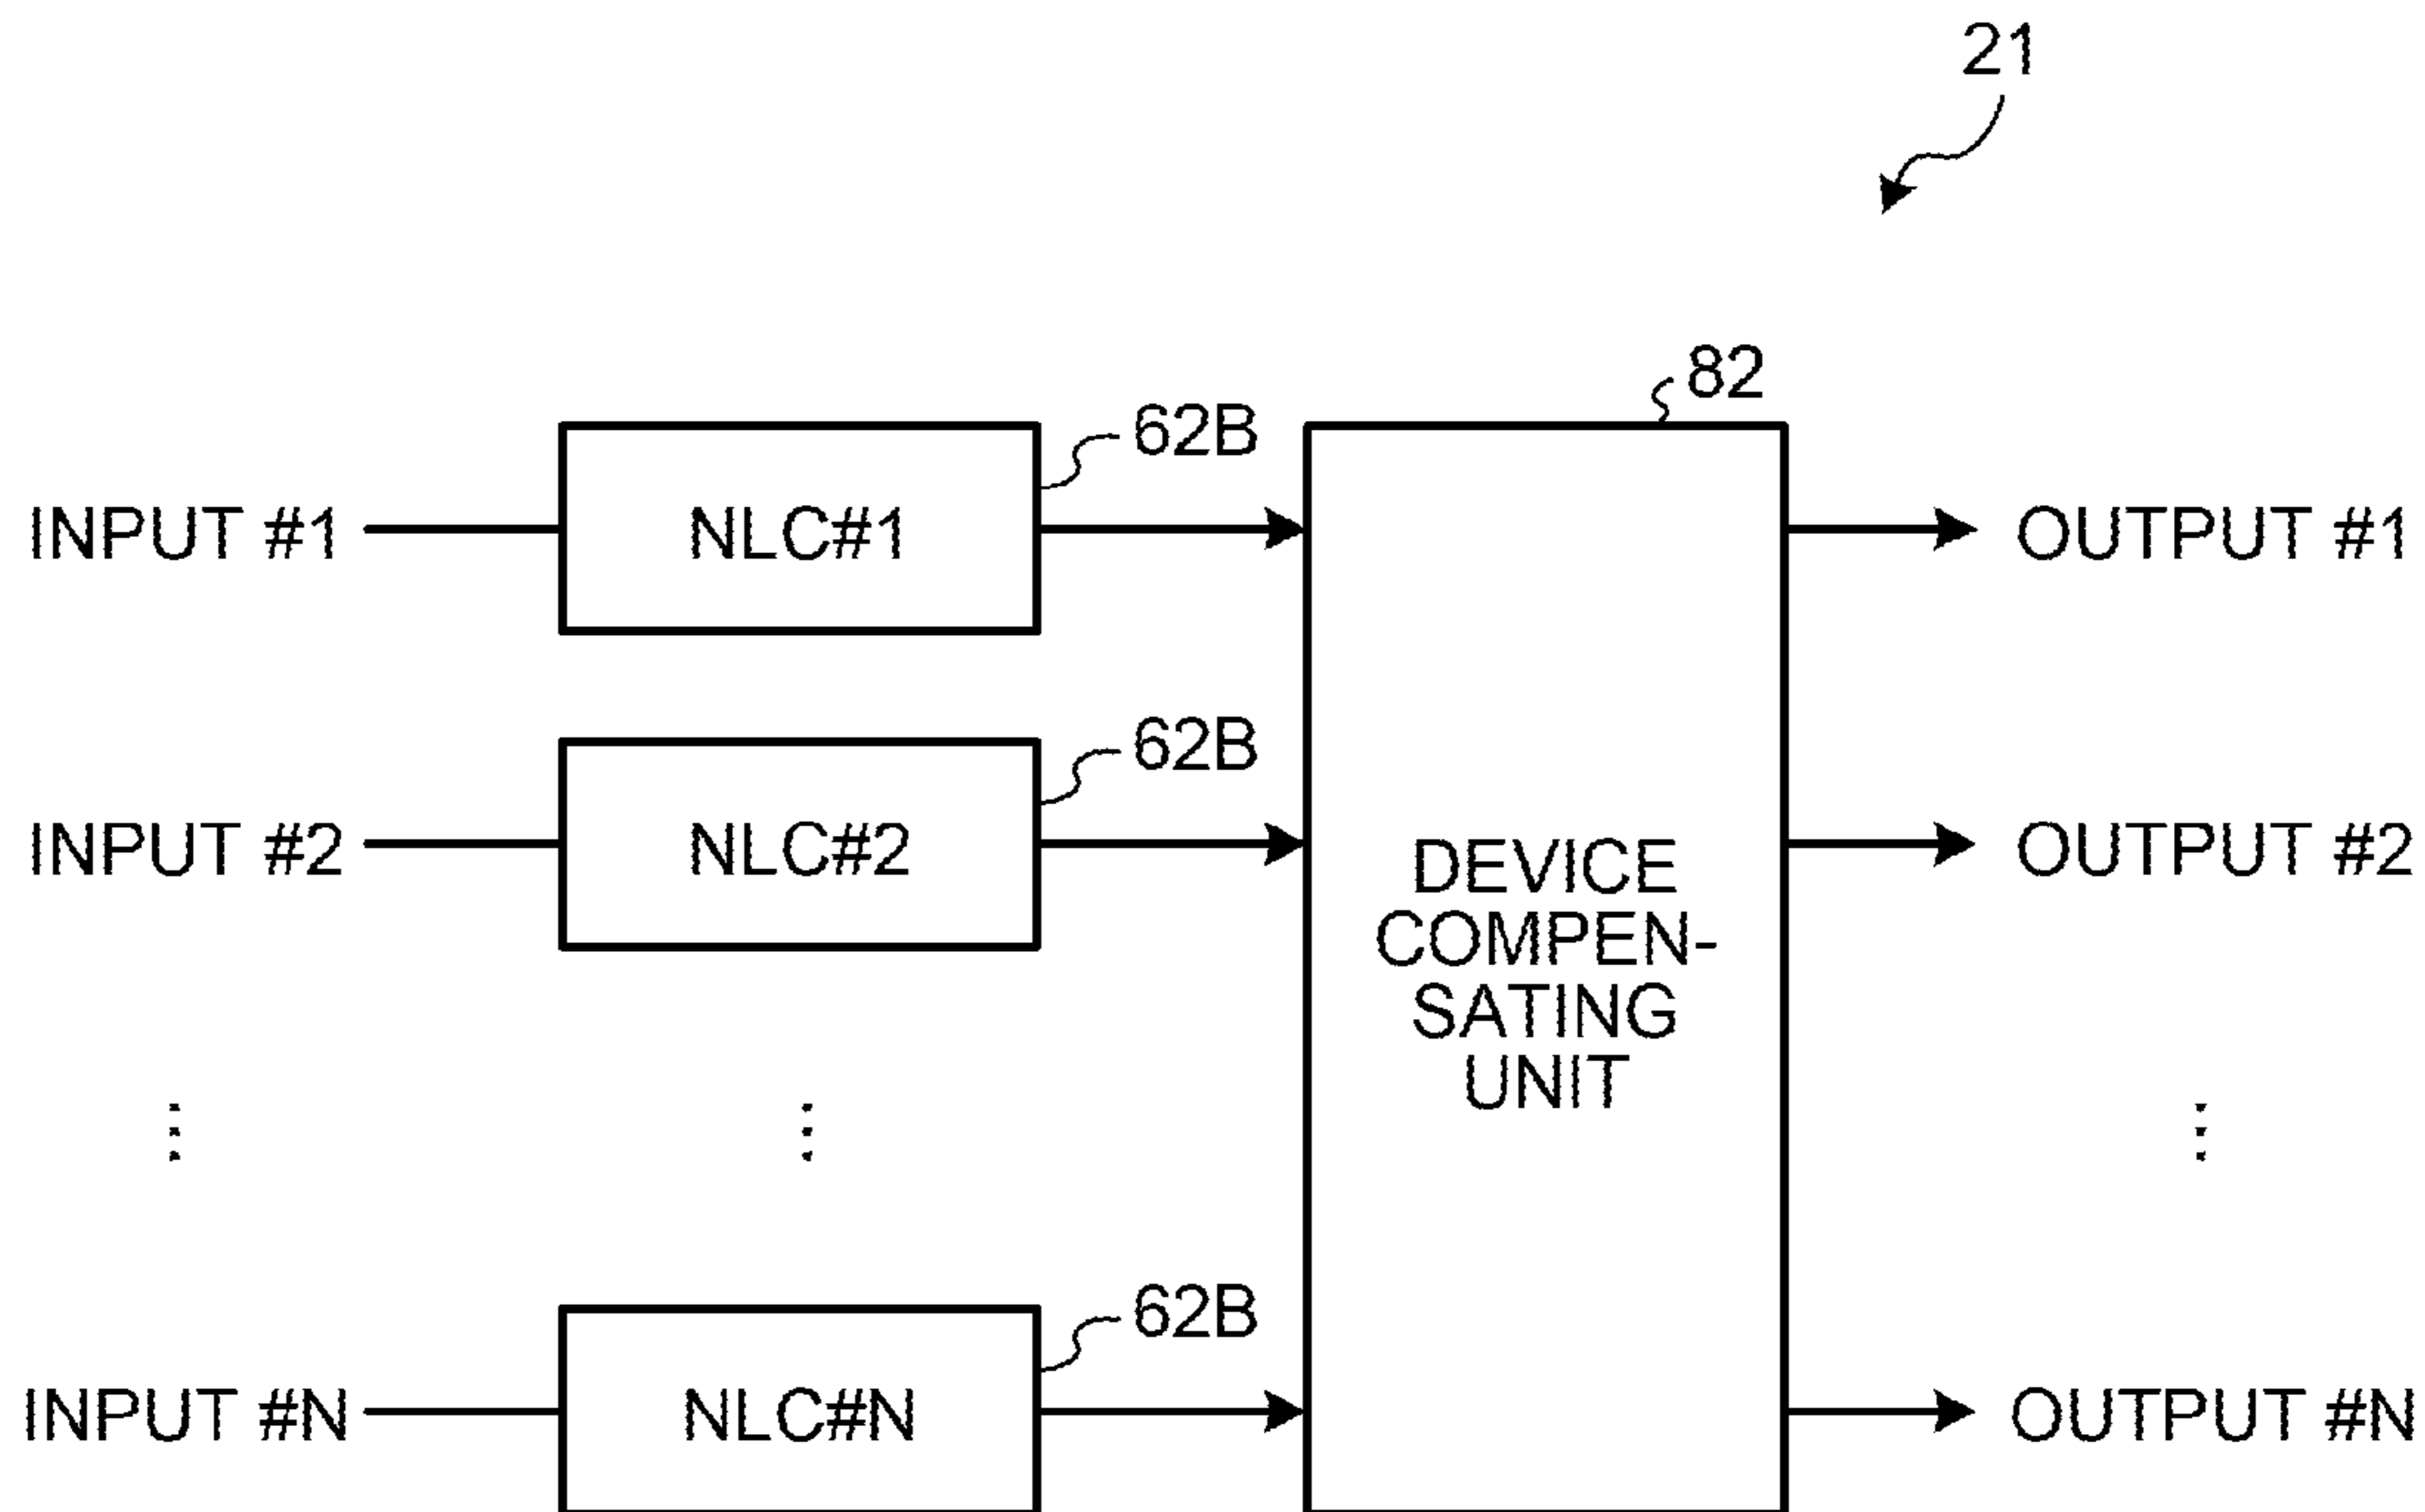 21
82
62B
INPUT #1
NLC#1
OUTPUT #1
62B
INPUT #2
NLC#2
OUTPUT #2
DEVICE
COMPEN-
SATING
UNIT
62B
INPUT #N
NLC#N
OUTPUT #N